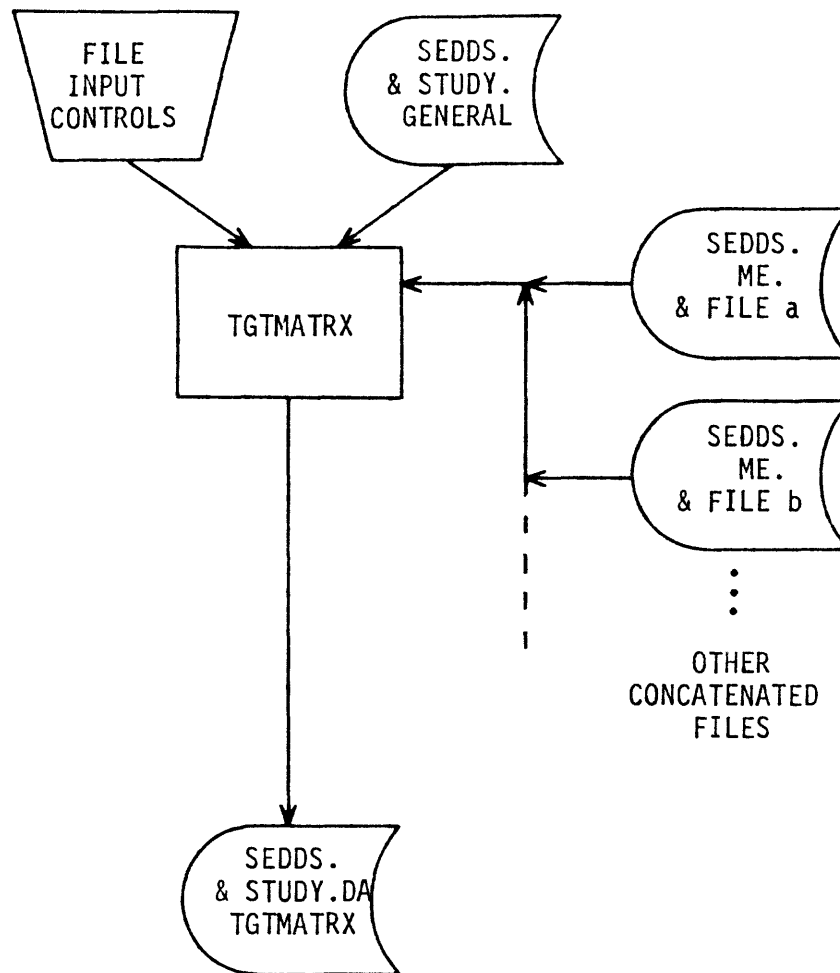 FILE
INPUT
CONTROLS
SEDDS.
& STUDY.
GENERAL
TGTMATRX
SEDDS.
ME.
& FILE a
SEDDS.
ME.
& FILE b
OTHER
CONCATENATED
FILES
SEDDS.
& STUDY.DA
TGTMATRX